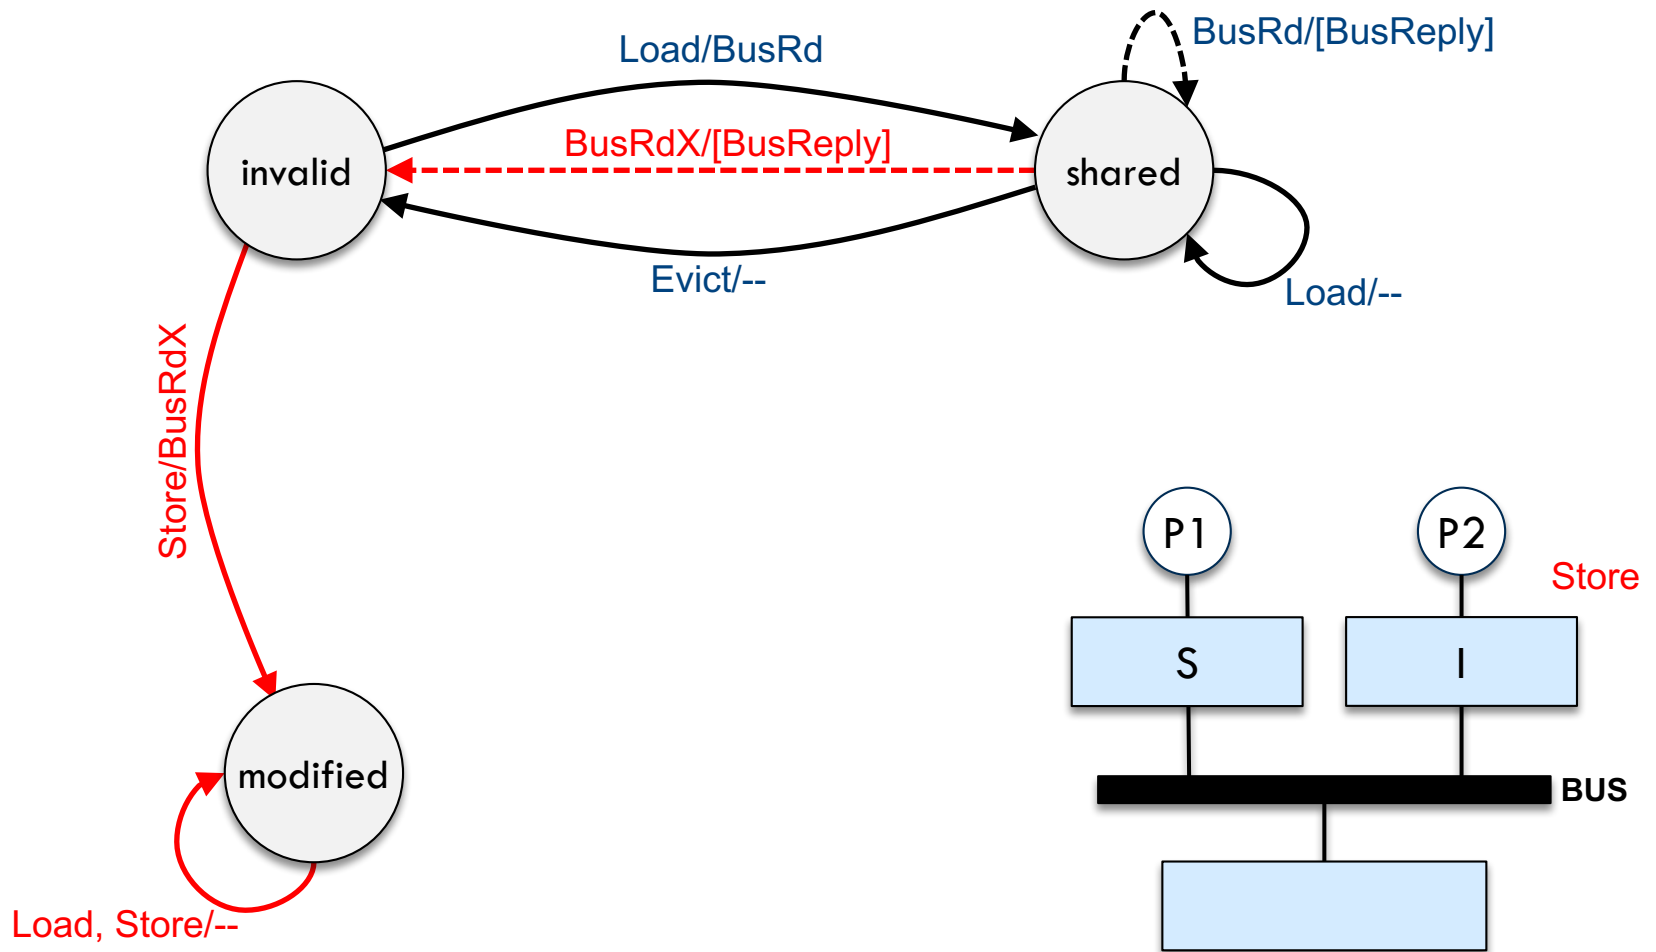 BusRd/[BusReply]
Load/BusRd
BusRdX/[BusReply]
invalid
shared
Evict/--
Load/--
Store/BusRdX
P1
P2
Store
S
I
modified
BUS
Load, Store/--